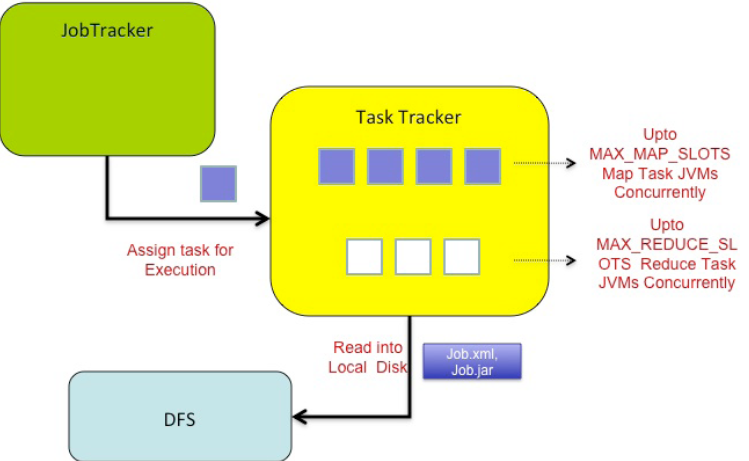 JobTracker
Task Tracker
Upto
MAX_MAP_SLOTS
Map Task JVMs
Concurrently
Upto
MAX_REDUCE_SL
OTS Reduce Task
JVMs Concurrently
Assign task for
Execution
Read into
Local Disk
Job.xml,
Job.jar
DFS